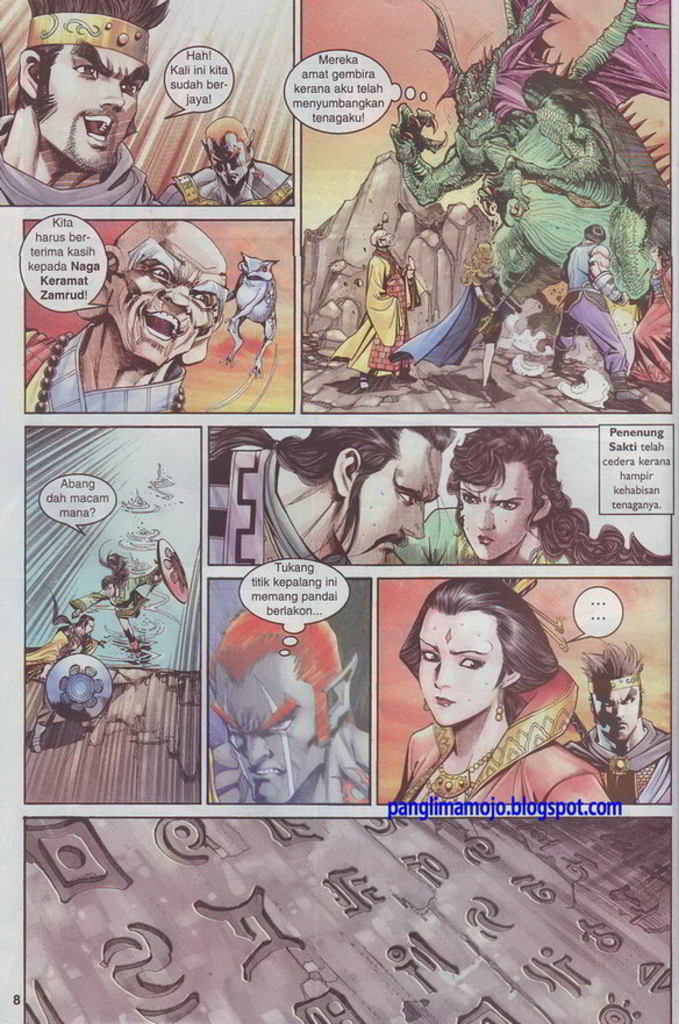 Hah!
Kali ini kita
sudah ber-
jaya!
Mereka
amat gembira
kerana aku telah
menyumbangkan
tenagaku!
Kita
harus ber-
terima kasih
kepada Naga
Keramat
Zamrud!
Abang
dah macam
mana?
Penenung
Sakti telah
cedera kerana
hampir
kehabisan
tenaganya.
Tukang
titik kepalang ini
memang pandai
berlakon...
...
...
panglimamojo.blogspot.com
8